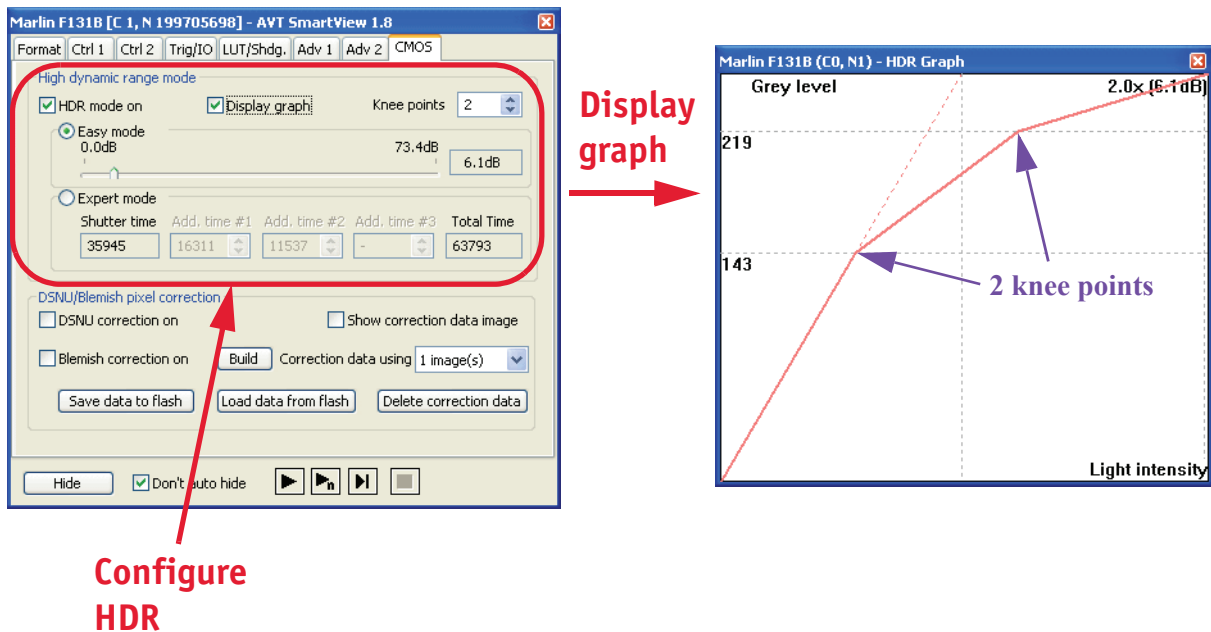 Marlin F131B [C 1, N 199705698] - AVT SmartView 1.8
Format Ctrl 1 Ctrl 2 Trig/IO LUT/Shdg. Adv 1 Adv 2 CMOS
High dynamic range mode
HDR mode on Display graph Knee points 2
Easy mode
0.0dB 73.4dB
6.1dB
Expert mode
Shutter time Add. time #1 Add. time #2 Add. time #3 Total Time
35945 16311 11537 - 63793
DSNU/Blemish pixel correction
DSNU correction on Show correction data image
Blemish correction on Build Correction data using 1 image(s)
Save data to flash Load data from flash Delete correction data
Hide Don't auto hide n
Configure
HDR
Display
graph
Marlin F131B (C0, N1) - HDR Graph
Grey level 2.0x (6.1dB)
219
143
2 knee points
Light intensity